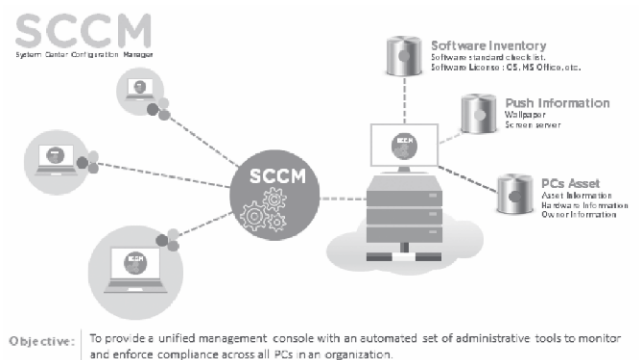 SCCM
System Center Configuration Manager
Software Inventory
Software standard check list.
Software License : OS, MS Office, etc.
Push Information
Wallpaper
Screen server
PCs Asset
Asset Information
Hardware Information
Owner Information
SCCM
SCCM
Objective: To provide a unified management console with an automated set of administrative tools to monitor
and enforce compliance across all PCs in an organization.